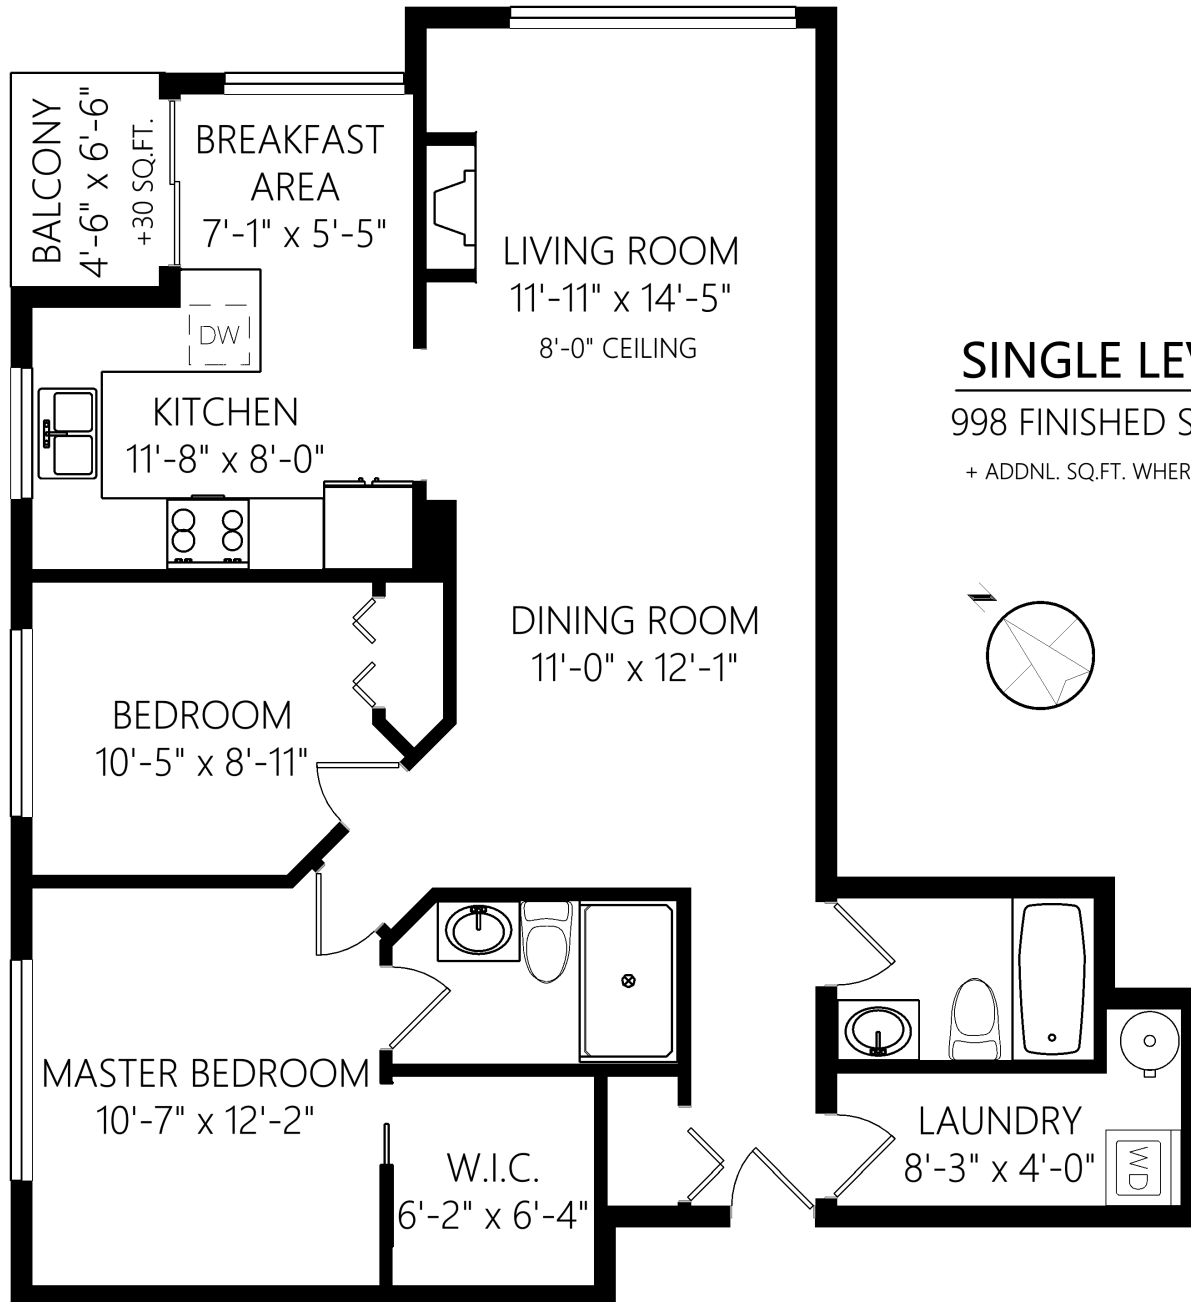 BALCONY
4'-6" x 6'-6"
+30 SQ.FT.
BREAKFAST
AREA
7'-1" x 5'-5"
LIVING ROOM
11'-11" x 14'-5"
8'-0" CEILING
DW
KITCHEN
11'-8" x 8'-0"
SINGLE LEV
998 FINISHED S
+ ADDNL. SQ.FT. WHER
N
DINING ROOM
11'-0" x 12'-1"
BEDROOM
10'-5" x 8'-11"
MASTER BEDROOM
10'-7" x 12'-2"
W.I.C.
6'-2" x 6'-4"
LAUNDRY
8'-3" x 4'-0"
WD